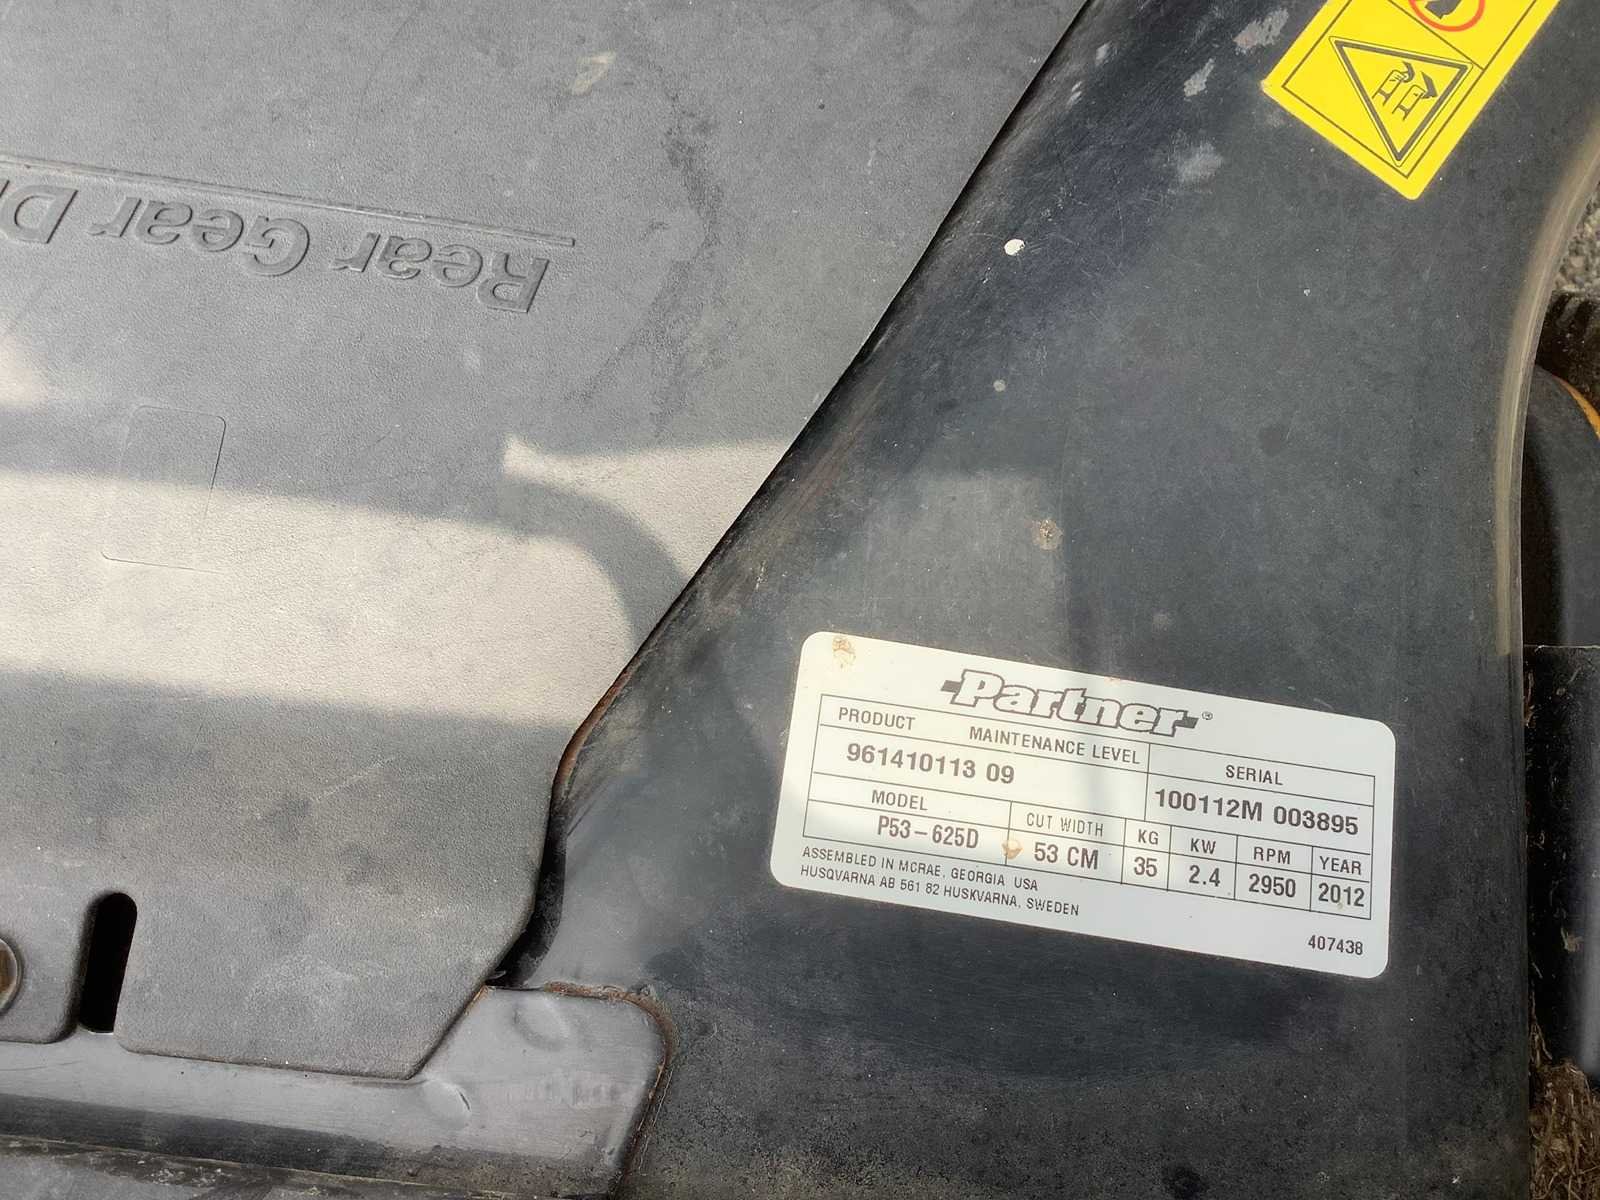 Rear Gear D
Partner®
PRODUCT MAINTENANCE LEVEL
961410113 09
SERIAL
100112M 003895
MODEL
P53-625D
CUT WIDTH
53 CM
KG
35
KW
2.4
RPM
2950
YEAR
2012
ASSEMBLED IN MCRAE, GEORGIA USA
HUSQVARNA AB 561 82 HUSKVARNA, SWEDEN
407438